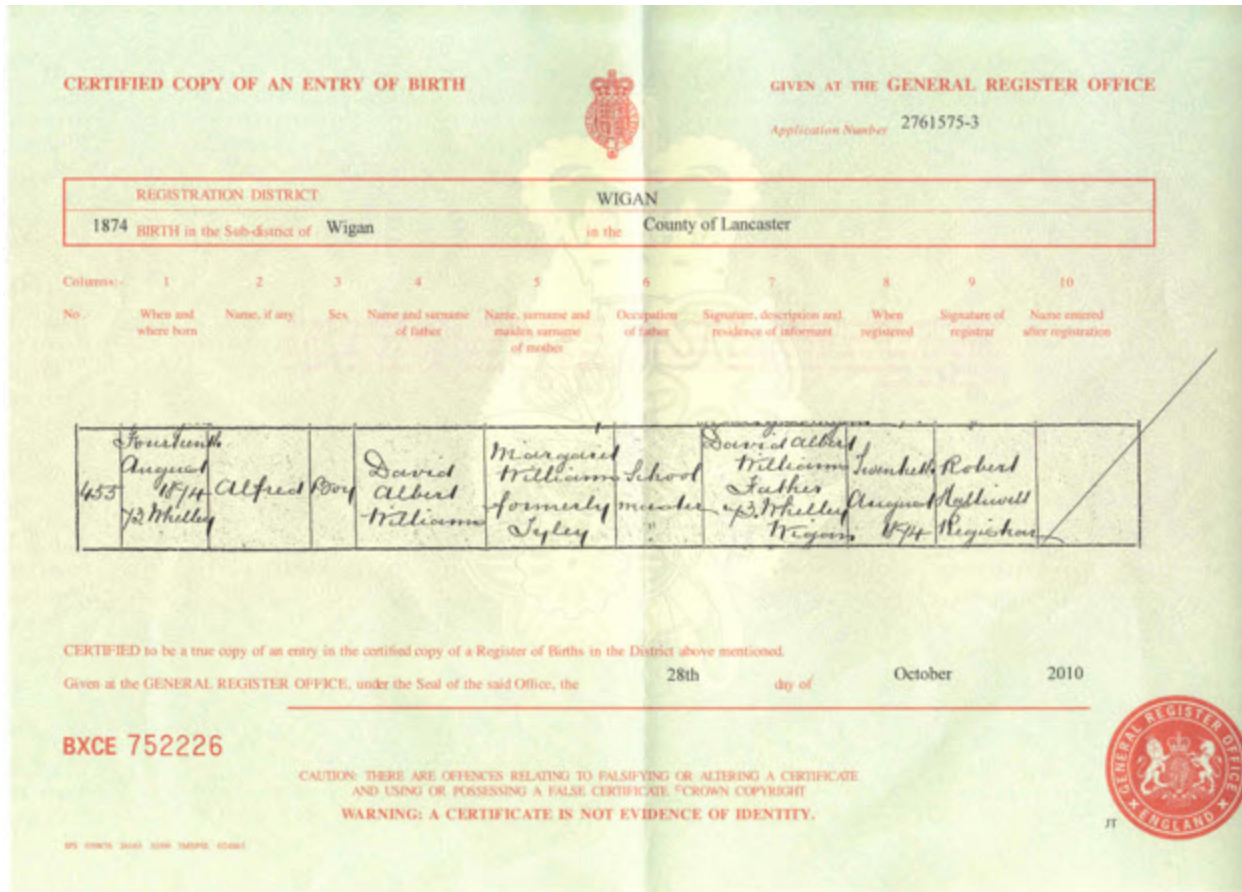 CERTIFIED COPY OF AN ENTRY OF BIRTH
GIVEN AT THE GENERAL REGISTER OFFICE
Application Number 2761575-3
REGISTRATION DISTRICT WIGAN
1874 BIRTH in the Sub-district of Wigan in the County of Lancaster
Columns:- 1 2 3 4 5 6 7 8 9 10
No. When and where born
Name, if any
Sex
Name and surname of father
Name, surname and maiden surname of mother
Occupation of father
Signature, description and residence of informant
When registered
Signature of registrar
Name entered after registration
455
Fourteenth
August
1874
Whelley
Alfred
Boy
David
Albert
Williams
Margaret
Williams
formerly
Tyley
School
master
David Albert
Williams
Father
Whelley
Wigan
Twentieth
August
1874
Robert
Halliwell
Registrar
CERTIFIED to be a true copy of an entry in the certified copy of a Register of Births in the District above mentioned.
Given at the GENERAL REGISTER OFFICE, under the Seal of the said Office, the 28th day of October 2010
BXCE 752226
CAUTION: THERE ARE OFFENCES RELATING TO FALSIFYING OR ALTERING A CERTIFICATE
AND USING OR POSSESSING A FALSE CERTIFICATE ©CROWN COPYRIGHT
WARNING: A CERTIFICATE IS NOT EVIDENCE OF IDENTITY.
GENERAL REGISTER OFFICE
ENGLAND
JT